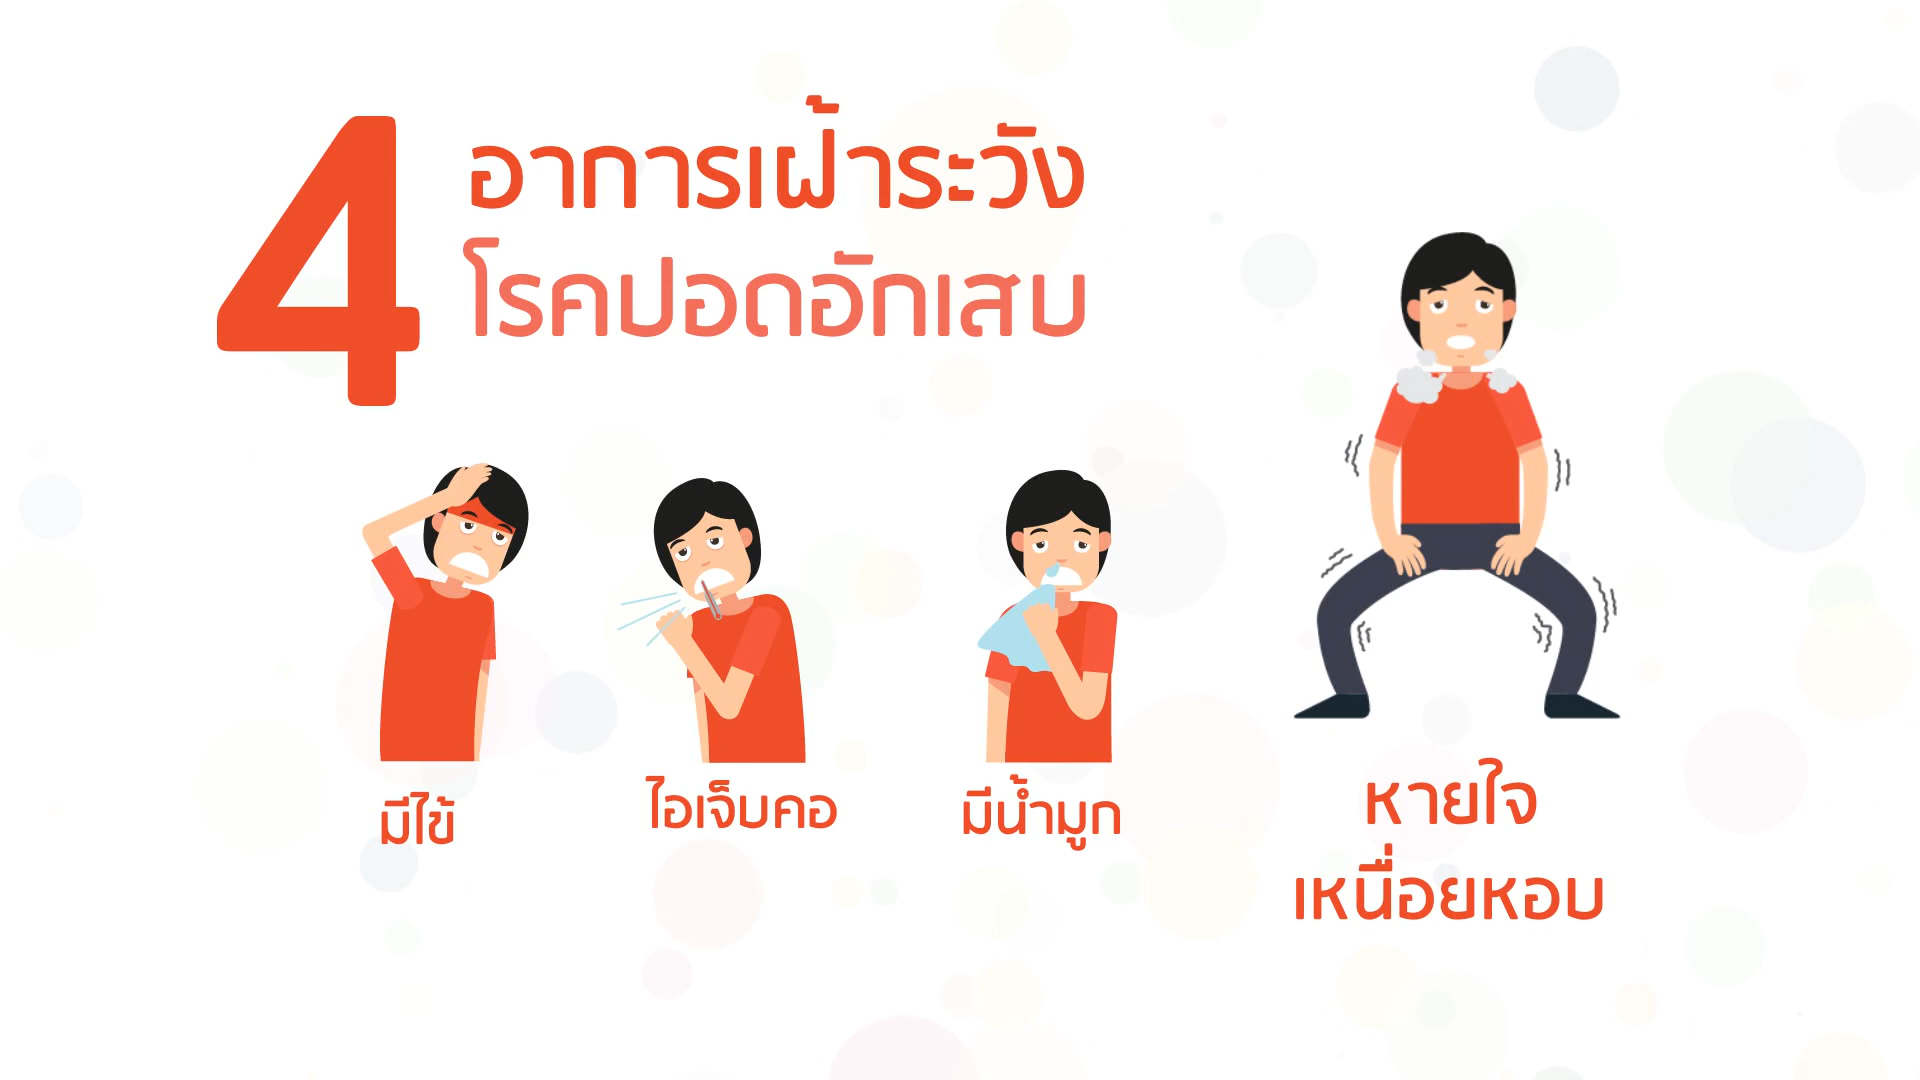 4
อาการเฝ้าระวัง
โรคปอดอักเสบ
มีไข้
ไอเจ็บคอ
มีน้ำมูก
หายใจ
เหนื่อยหอบ